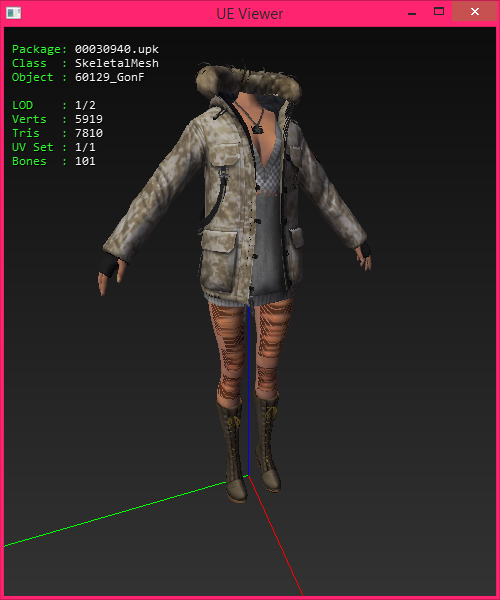 UE Viewer
Package: 00030940.upk
Class  : SkeletalMesh
Object : 60129_GonF
LOD    : 1/2
Verts  : 5919
Tris   : 7810
UV Set : 1/1
Bones  : 101